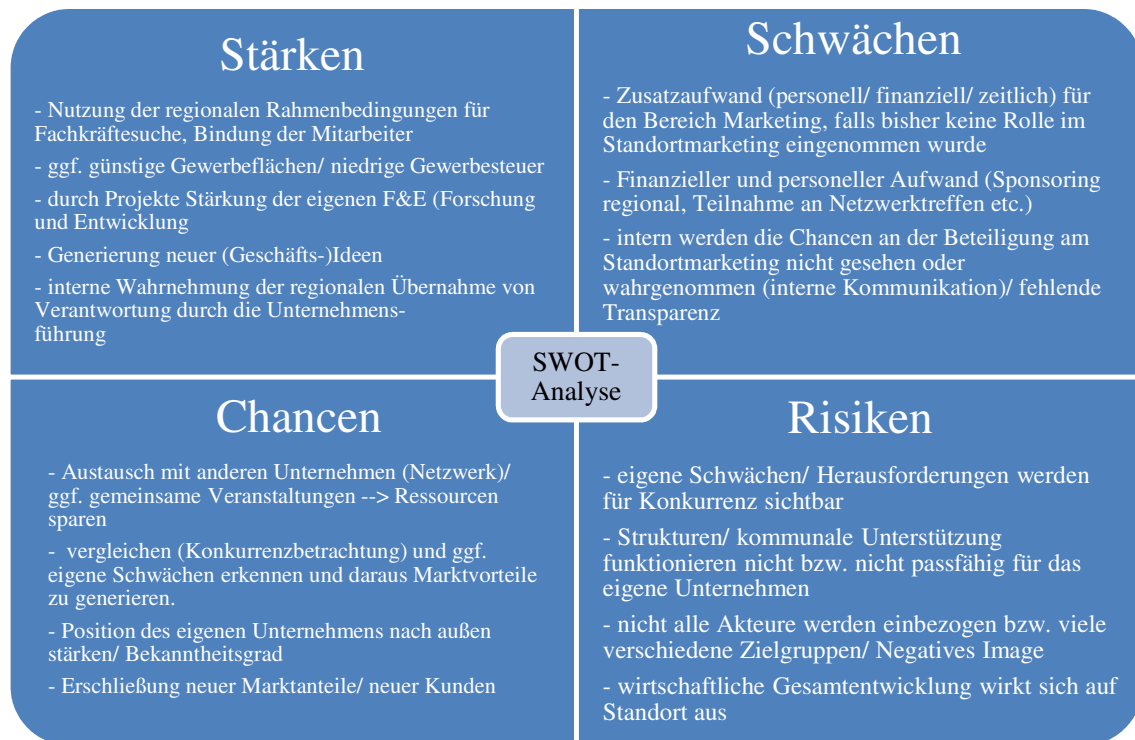 Stärken
- Nutzung der regionalen Rahmenbedingungen für
Fachkräftesuche, Bindung der Mitarbeiter
- ggf. günstige Gewerbeflächen/ niedrige Gewerbesteuer
- durch Projekte Stärkung der eigenen F&E (Forschung
und Entwicklung
- Generierung neuer (Geschäfts-)Ideen
- interne Wahrnehmung der regionalen Übernahme von
Verantwortung durch die Unternehmens-
führung
Schwächen
- Zusatzaufwand (personell/ finanziell/ zeitlich) für
den Bereich Marketing, falls bisher keine Rolle im
Standortmarketing eingenommen wurde
- Finanzieller und personeller Aufwand (Sponsoring
regional, Teilnahme an Netzwerktreffen etc.)
- intern werden die Chancen an der Beteiligung am
Standortmarketing nicht gesehen oder
wahrgenommen (interne Kommunikation)/ fehlende
Transparenz
SWOT-
Analyse
Chancen
- Austausch mit anderen Unternehmen (Netzwerk)/
ggf. gemeinsame Veranstaltungen --> Ressourcen
sparen
- vergleichen (Konkurrenzbetrachtung) und ggf.
eigene Schwächen erkennen und daraus Marktvorteile
zu generieren.
- Position des eigenen Unternehmens nach außen
stärken/ Bekanntheitsgrad
- Erschließung neuer Marktanteile/ neuer Kunden
Risiken
- eigene Schwächen/ Herausforderungen werden
für Konkurrenz sichtbar
- Strukturen/ kommunale Unterstützung
funktionieren nicht bzw. nicht passfähig für das
eigene Unternehmen
- nicht alle Akteure werden einbezogen bzw. viele
verschiedene Zielgruppen/ Negatives Image
- wirtschaftliche Gesamtentwicklung wirkt sich auf
Standort aus